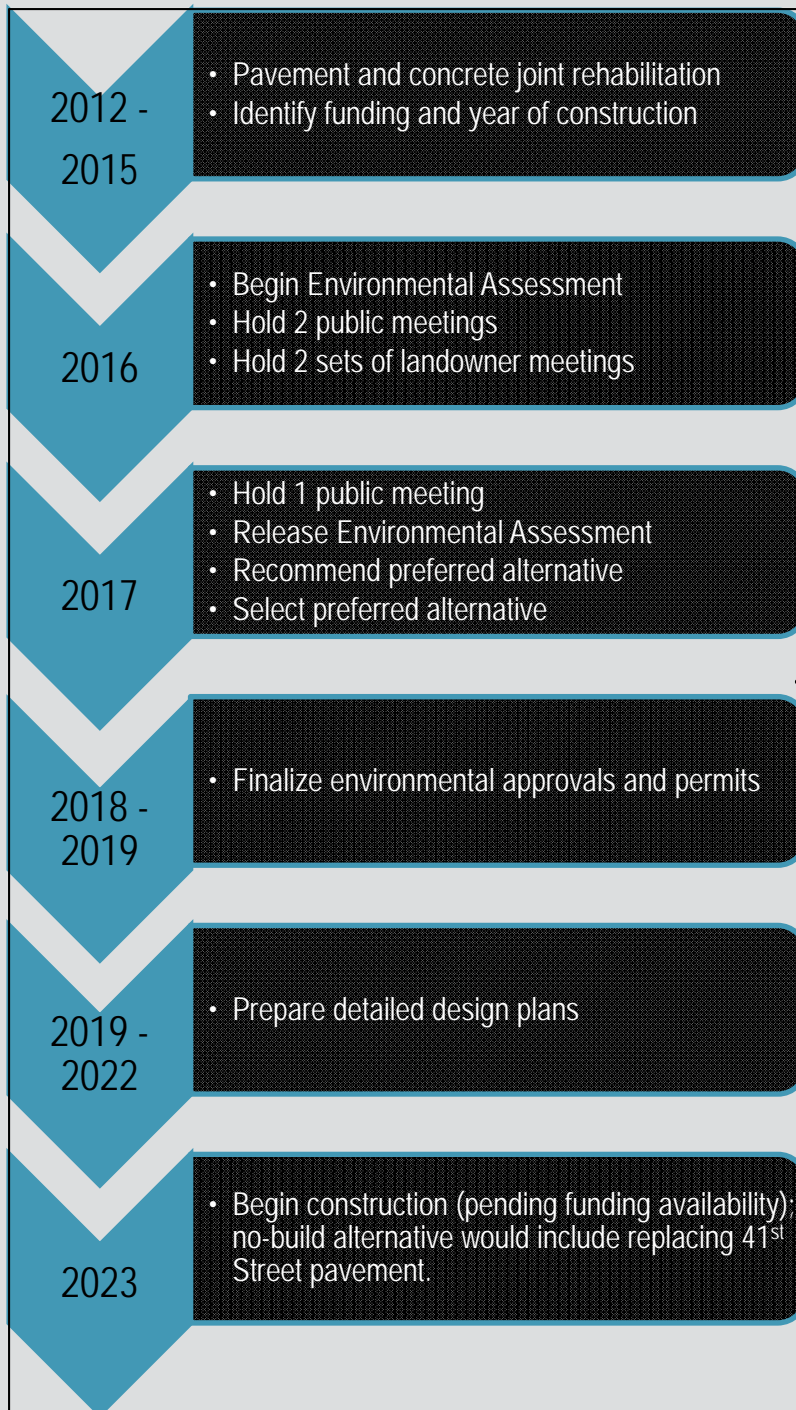 2012 -
2015
• Pavement and concrete joint rehabilitation
• Identify funding and year of construction
2016
• Begin Environmental Assessment
• Hold 2 public meetings
• Hold 2 sets of landowner meetings
2017
• Hold 1 public meeting
• Release Environmental Assessment
• Recommend preferred alternative
• Select preferred alternative
2018 -
2019
• Finalize environmental approvals and permits
2019 -
2022
• Prepare detailed design plans
2023
• Begin construction (pending funding availability);
no-build alternative would include replacing 41st
Street pavement.